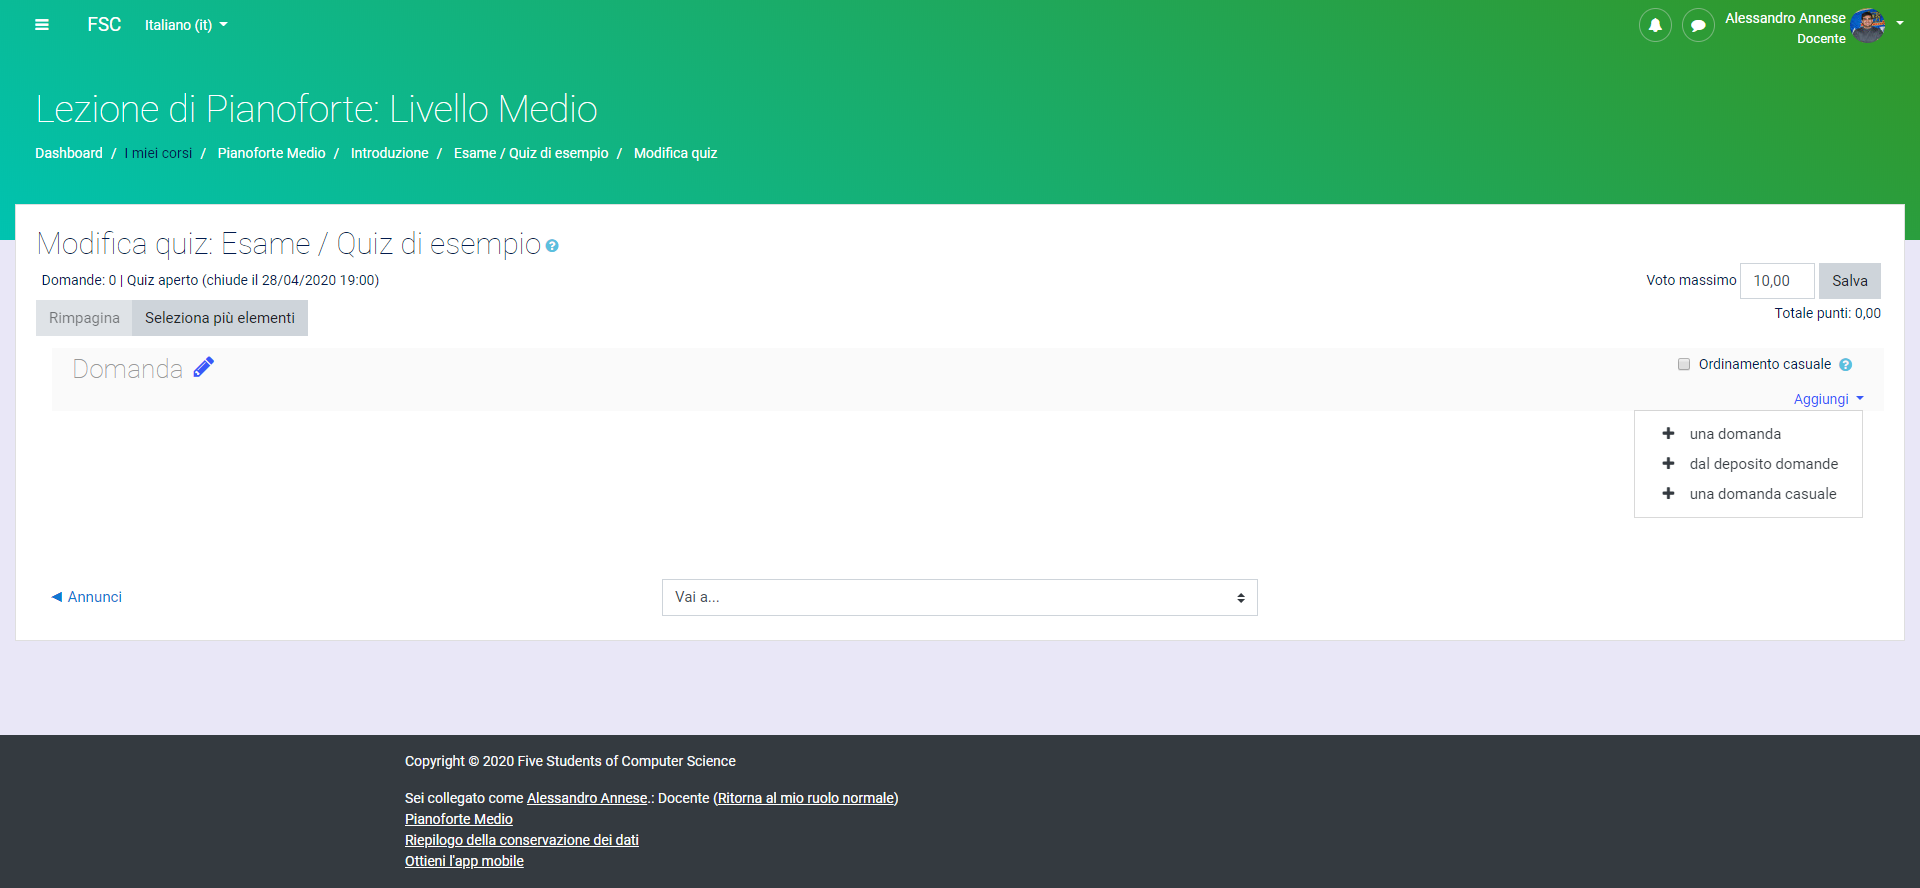 FSC Italiano (it)
Alessandro Annese
Docente
Lezione di Pianoforte: Livello Medio
Dashboard / I miei corsi / Pianoforte Medio / Introduzione / Esame / Quiz di esempio / Modifica quiz
Modifica quiz: Esame / Quiz di esempio
Domande: 0 | Quiz aperto (chiude il 28/04/2020 19:00)
Voto massimo 10,00 Salva
Rimpagina Seleziona più elementi
Totale punti: 0,00
Domanda
Ordinamento casuale
Aggiungi
una domanda
dal deposito domande
una domanda casuale
◄ Annunci
Vai a...
Copyright © 2020 Five Students of Computer Science
Sei collegato come Alessandro Annese.: Docente (Ritorna al mio ruolo normale)
Pianoforte Medio
Riepilogo della conservazione dei dati
Ottieni l'app mobile